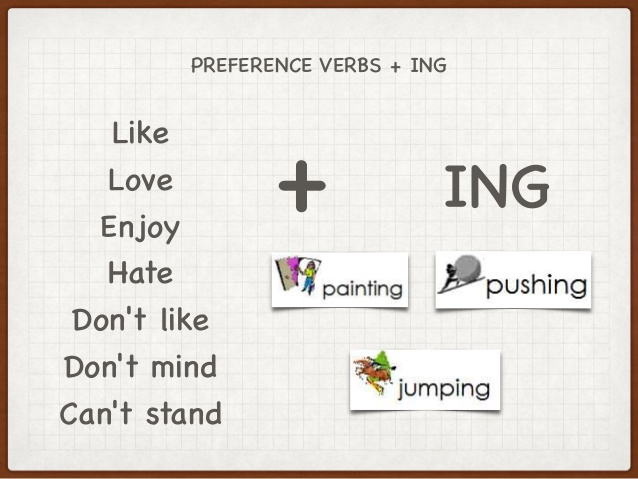 PREFERENCE VERBS + ING
Like
Love
Enjoy
Hate
Don't like
Don't mind
Can't stand
+
ING
painting
pushing
jumping